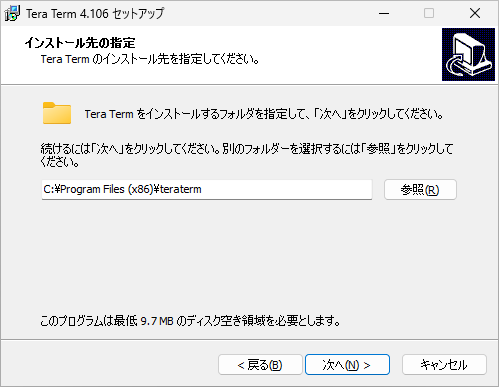 Tera Term 4.106 セットアップ
インストール先の指定
Tera Term のインストール先を指定してください。
Tera Term をインストールするフォルダを指定して、「次へ」をクリックしてください。
続けるには「次へ」をクリックしてください。別のフォルダーを選択するには「参照」をクリックして
ください。
C:¥Program Files (x86)¥teraterm
参照(R)
このプログラムは最低 9.7 MB のディスク空き領域を必要とします。
< 戻る(B)
次へ(N) >
キャンセル